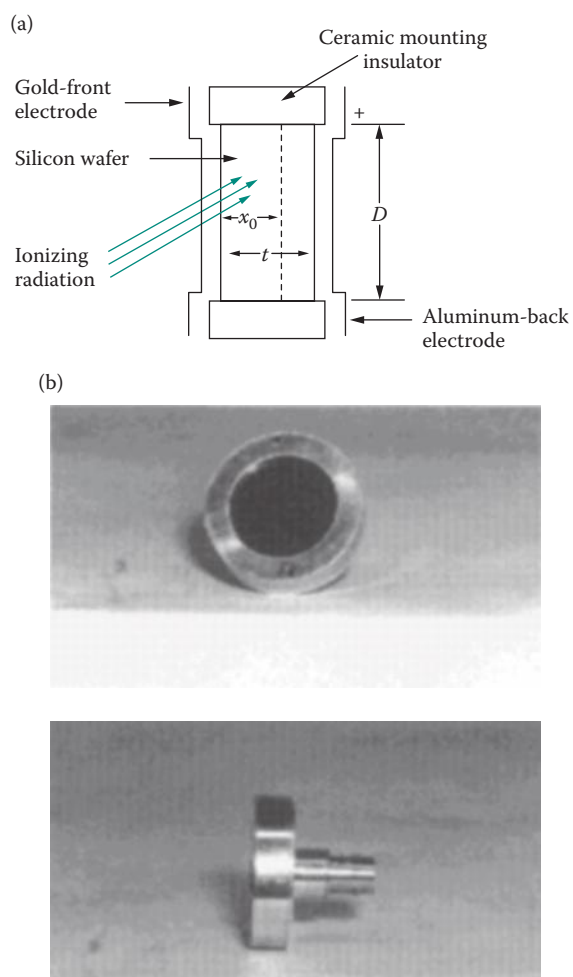 (a)
Ceramic mounting
insulator
Gold-front
electrode
+
Silicon wafer
x₀
D
t
Ionizing
radiation
Aluminum-back
electrode
(b)